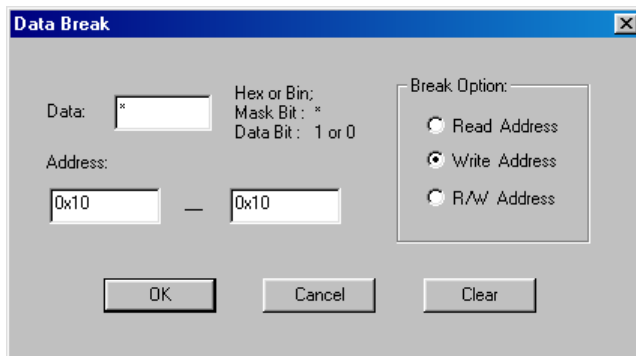 Data Break
Data:
*
Hex or Bin;
Mask Bit : *
Data Bit : 1 or 0
Address:
0x10 — 0x10
Break Option:
Read Address
Write Address
R/W Address
OK Cancel Clear